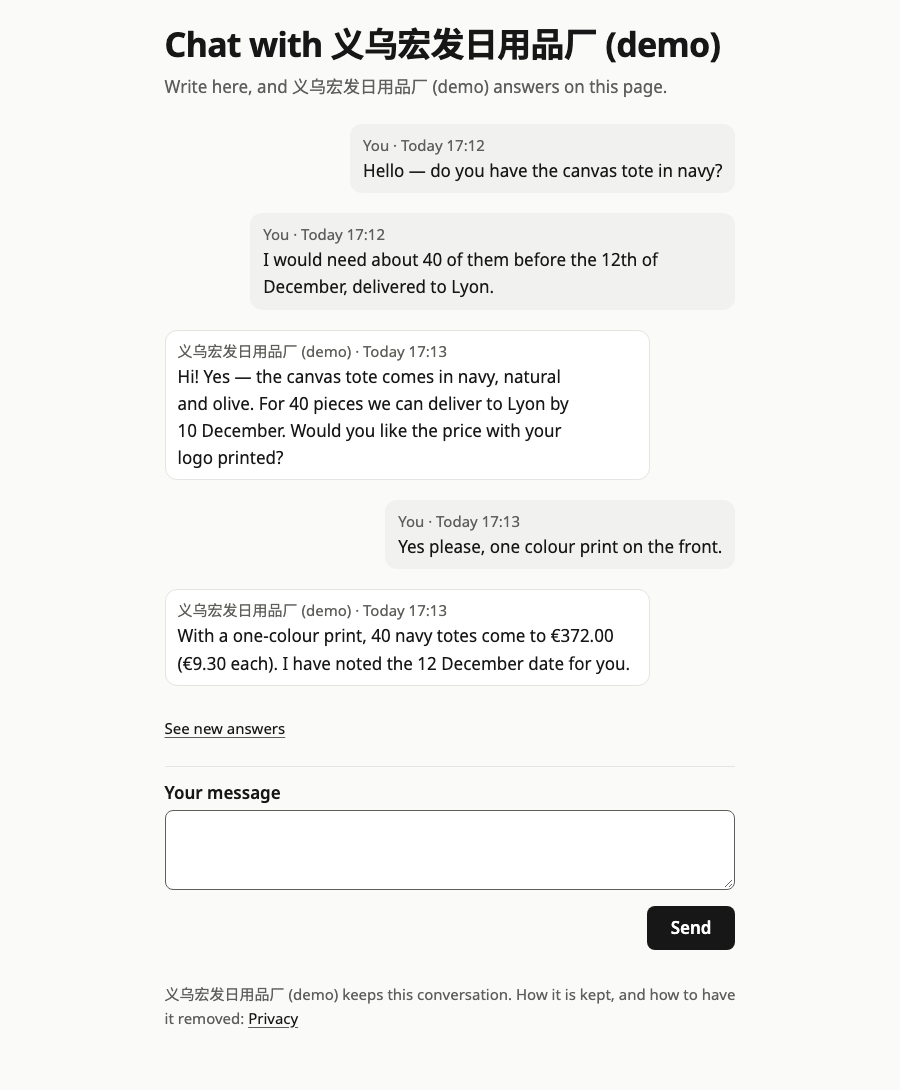 Chat with 义乌宏发日用品厂 (demo)
Write here, and 义乌宏发日用品厂 (demo) answers on this page.
You · Today 17:12
Hello — do you have the canvas tote in navy?
You · Today 17:12
I would need about 40 of them before the 12th of
December, delivered to Lyon.
义乌宏发日用品厂 (demo) · Today 17:13
Hi! Yes — the canvas tote comes in navy, natural
and olive. For 40 pieces we can deliver to Lyon by
10 December. Would you like the price with your
logo printed?
You · Today 17:13
Yes please, one colour print on the front.
义乌宏发日用品厂 (demo) · Today 17:13
With a one-colour print, 40 navy totes come to €372.00
(€9.30 each). I have noted the 12 December date for you.
See new answers
Your message
Send
义乌宏发日用品厂 (demo) keeps this conversation. How it is kept, and how to have
it removed: Privacy